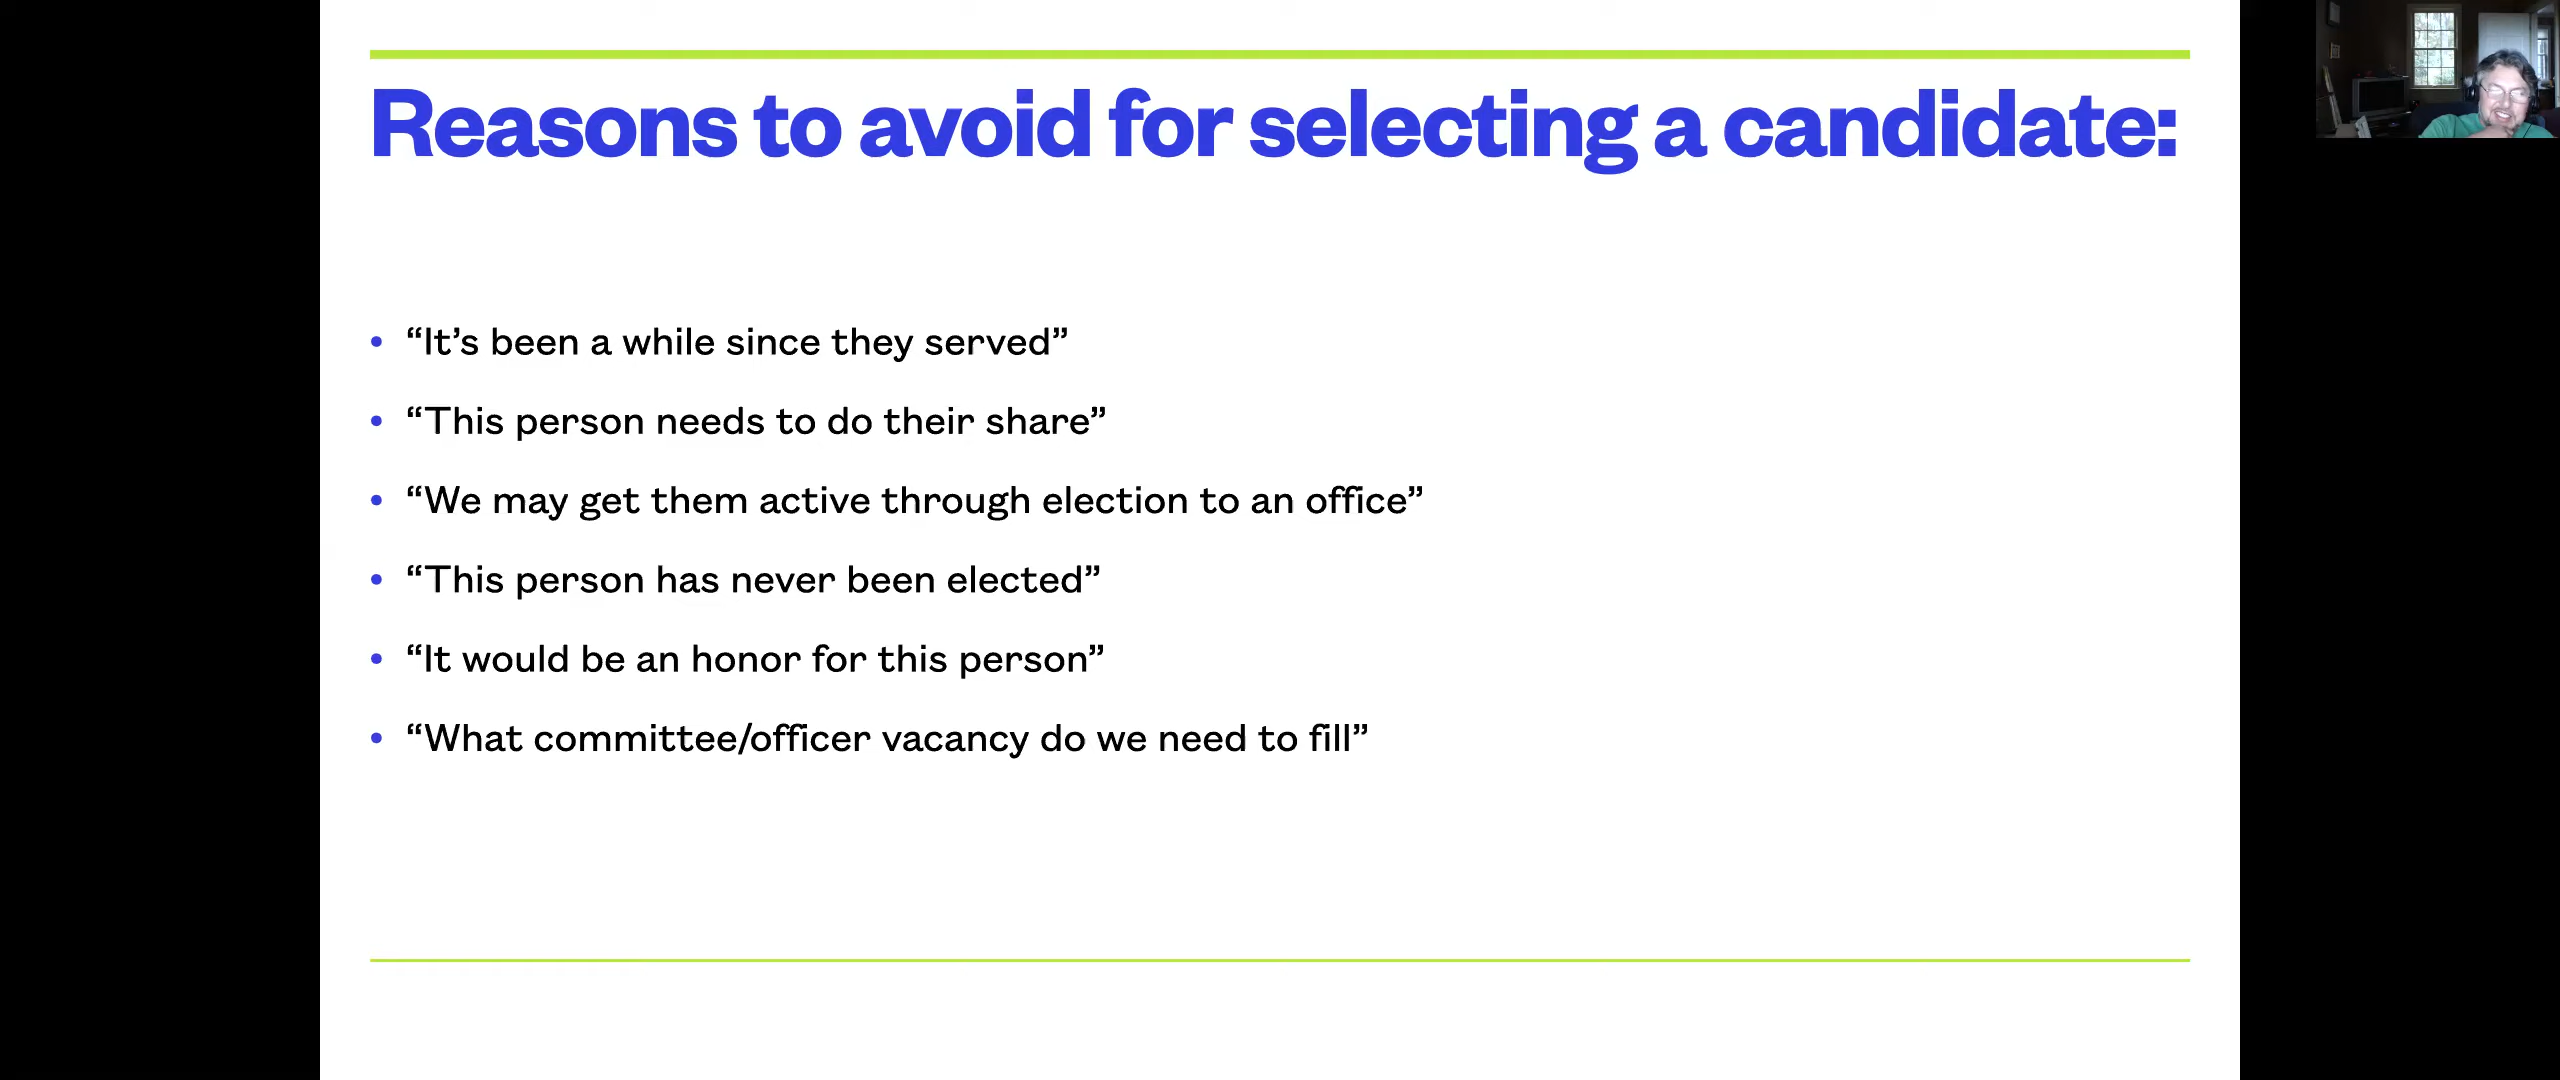 Reasons to avoid for selecting a candidate:
• “It’s been a while since they served”
• “This person needs to do their share”
• “We may get them active through election to an office”
• “This person has never been elected”
• “It would be an honor for this person”
• “What committee/officer vacancy do we need to fill”